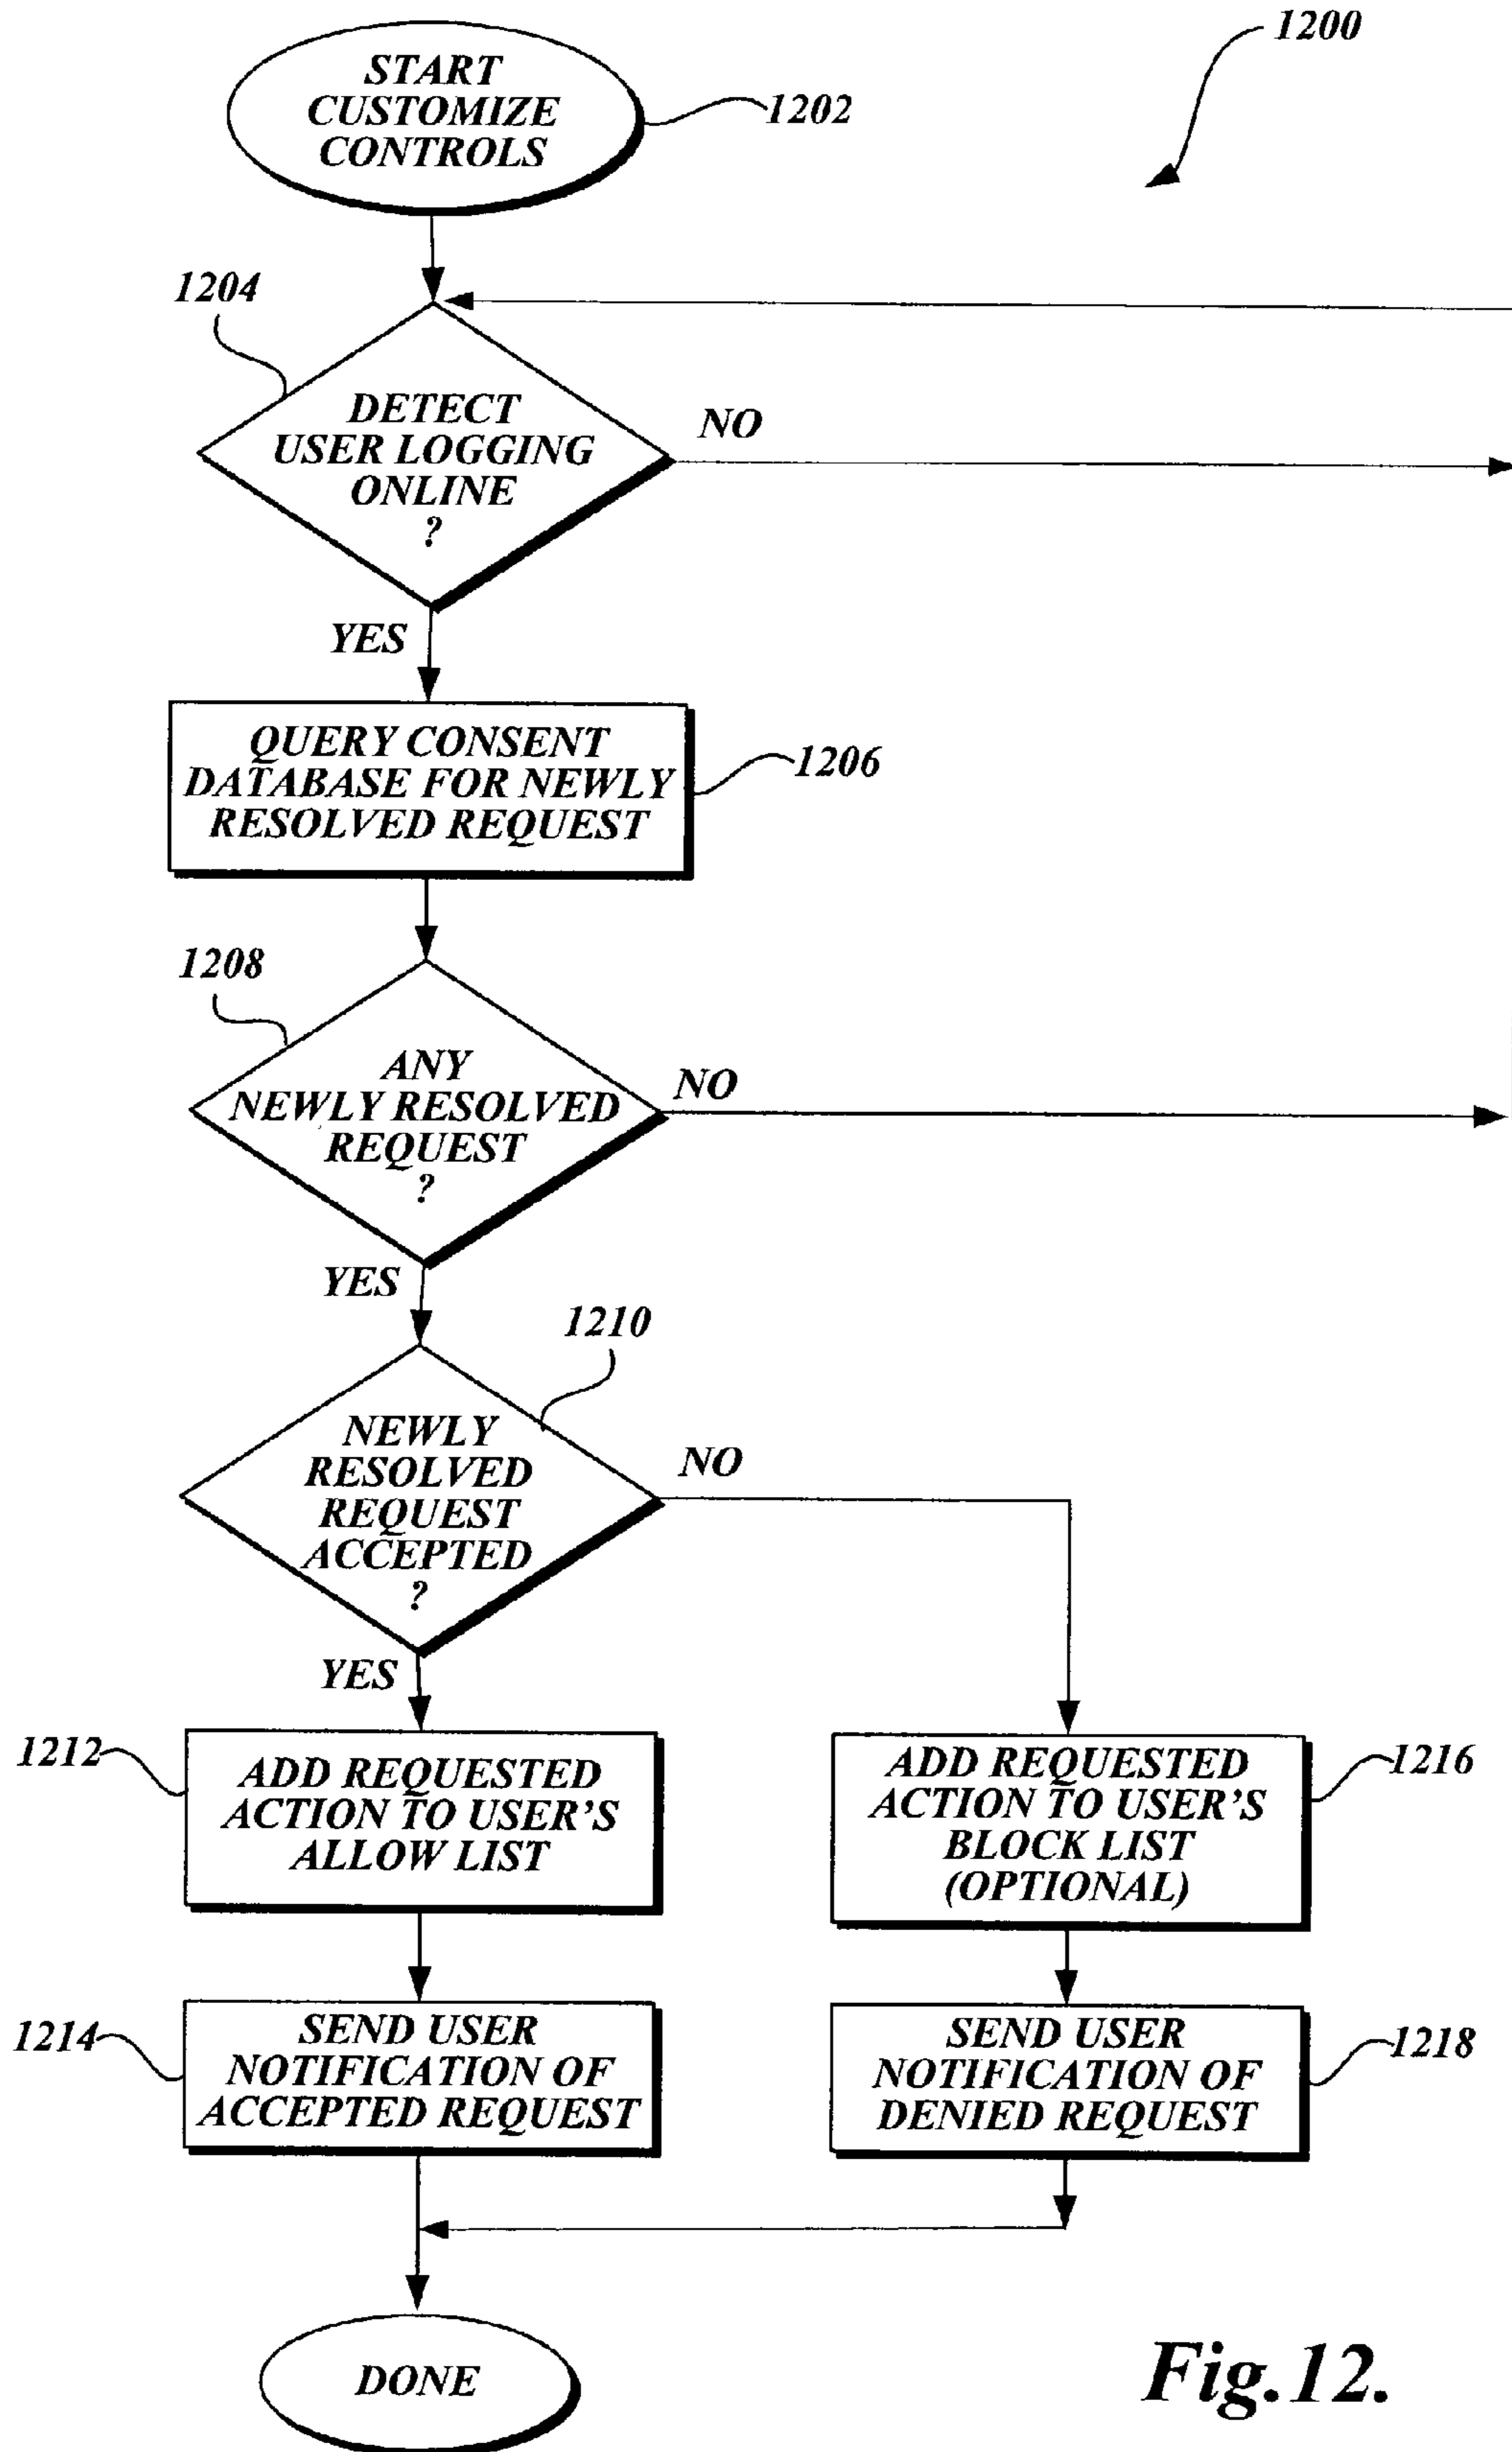 1200
START
CUSTOMIZE
CONTROLS
1202
1204
DETECT
USER LOGGING
ONLINE
?
NO
YES
QUERY CONSENT
DATABASE FOR NEWLY
RESOLVED REQUEST
1206
1208
ANY
NEWLY RESOLVED
REQUEST
?
NO
YES
1210
NEWLY
RESOLVED
REQUEST
ACCEPTED
?
NO
YES
1212
ADD REQUESTED
ACTION TO USER'S
ALLOW LIST
ADD REQUESTED
ACTION TO USER'S
BLOCK LIST
(OPTIONAL)
1216
1214
SEND USER
NOTIFICATION OF
ACCEPTED REQUEST
SEND USER
NOTIFICATION OF
DENIED REQUEST
1218
DONE
Fig.12.